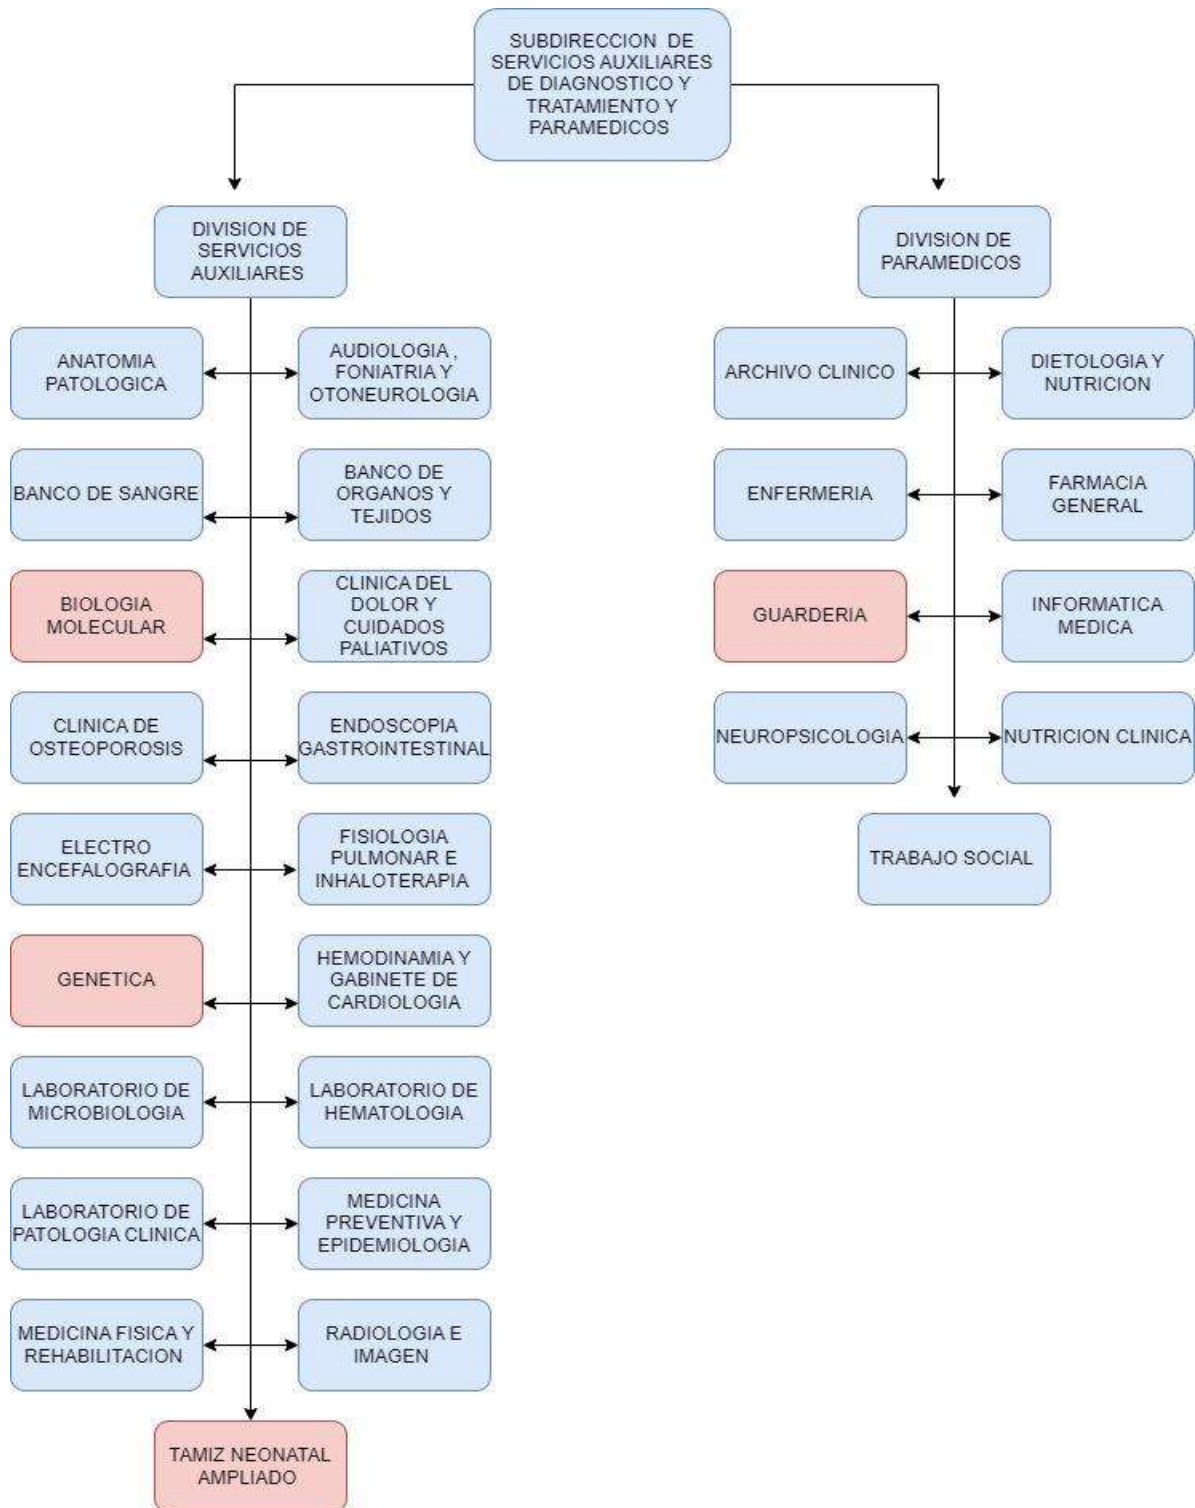 SUBDIRECCION DE
SERVICIOS AUXILIARES
DE DIAGNOSTICO Y
TRATAMIENTO Y
PARAMEDICOS
DIVISION DE
SERVICIOS
AUXILIARES
DIVISION DE
PARAMEDICOS
ANATOMIA
PATOLOGICA
AUDIOLOGIA ,
FONIATRIA Y
OTONEUROLOGIA
BANCO DE SANGRE
BANCO DE
ORGANOS Y
TEJIDOS
BIOLOGIA
MOLECULAR
CLINICA DEL
DOLOR Y
CUIDADOS
PALIATIVOS
CLINICA DE
OSTEOPOROSIS
ENDOSCOPIA
GASTROINTESTINAL
ELECTRO
ENCEFALOGRAFIA
FISIOLOGIA
PULMONAR E
INHALOTERAPIA
GENETICA
HEMODINAMIA Y
GABINETE DE
CARDIOLOGIA
LABORATORIO DE
MICROBIOLOGIA
LABORATORIO DE
HEMATOLOGIA
LABORATORIO DE
PATOLOGIA CLINICA
MEDICINA
PREVENTIVA Y
EPIDEMIOLOGIA
MEDICINA FISICA Y
REHABILITACION
RADIOLOGIA E
IMAGEN
TAMIZ NEONATAL
AMPLIADO
ARCHIVO CLINICO
DIETOLOGIA Y
NUTRICION
ENFERMERIA
FARMACIA
GENERAL
GUARDERIA
INFORMATICA
MEDICA
NEUROPSICOLOGIA
NUTRICION CLINICA
TRABAJO SOCIAL